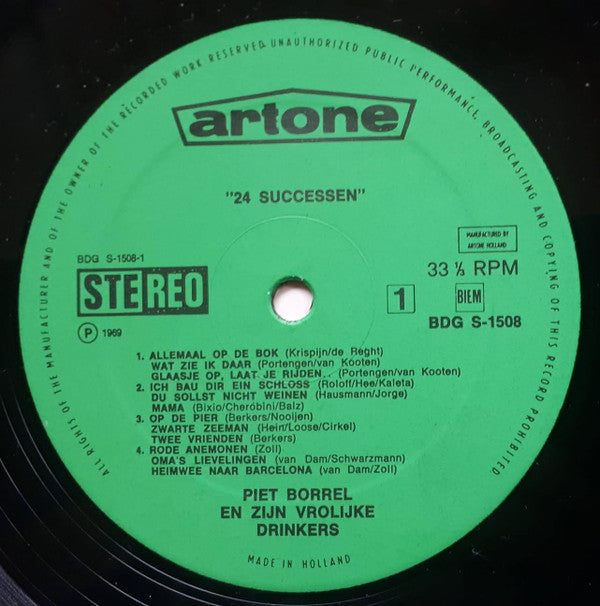 ALL RIGHTS OF THE MANUFACTURER AND OF THE OWNER OF THE RECORDED WORK RESERVED. UNAUTHORIZED PUBLIC PERFORMANCE, BROADCASTING AND COPYING OF THIS RECORD PROHIBITED
artone
"24 SUCCESSEN"
MANUFACTURED BY
ARTONE HOLLAND
BDG S-1508-1
STEREO
33 ⅓ RPM
1
BIEM
BDG S-1508
Ⓟ 1969
1. ALLEMAAL OP DE BOK (Krispijn/de Reght)
WAT ZIE IK DAAR (Portengen/van Kooten)
GLAASJE OP, LAAT JE RIJDEN... (Portengen/van Kooten)
2. ICH BAU DIR EIN SCHLOSS (Roloff/Hee/Kaleta)
DU SOLLST NICHT WEINEN (Hausmann/Jorge)
MAMA (Bixio/Cherobini/Balz)
3. OP DE PIER (Berkers/Nooijen)
ZWARTE ZEEMAN (Hein/Loose/Cirkel)
TWEE VRIENDEN (Berkers)
4. RODE ANEMONEN (Zoll)
OMA'S LIEVELINGEN (van Dam/Schwarzmann)
HEIMWEE NAAR BARCELONA (van Dam/Zoll)
PIET BORREL
EN ZIJN VROLIJKE
DRINKERS
MADE IN HOLLAND